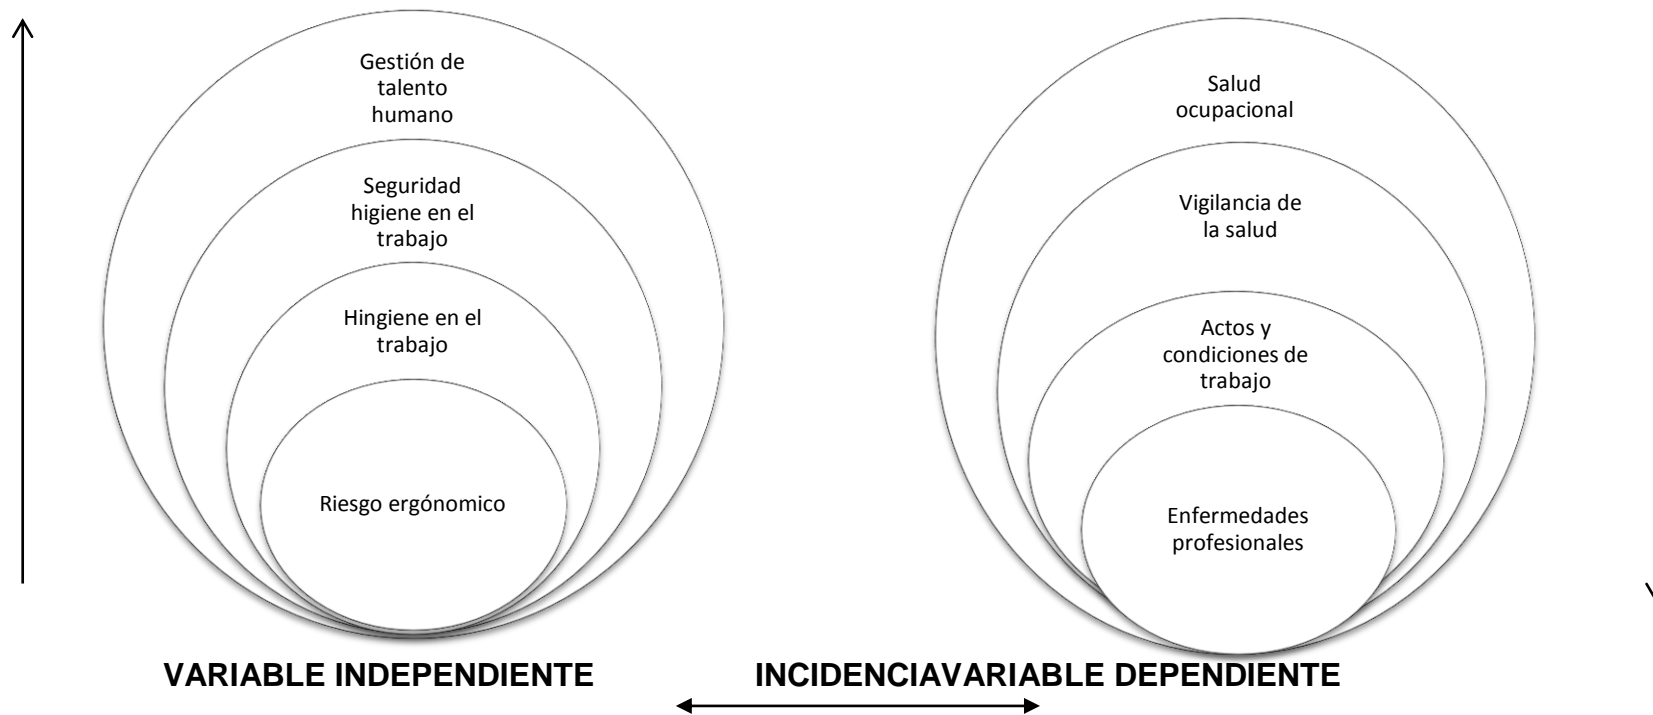 Gestión de
talento
humano
Seguridad
higiene en el
trabajo
Hingiene en el
trabajo
Riesgo ergónomico
Salud
ocupacional
Vigilancia de
la salud
Actos y
condiciones de
trabajo
Enfermedades
profesionales
VARIABLE INDEPENDIENTE
INCIDENCIAVARIABLE DEPENDIENTE